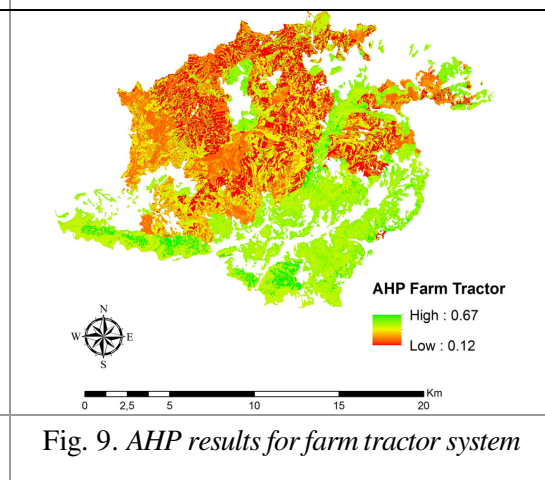 AHP Farm Tractor
High : 0.67
Low : 0.12
N
W E
S
Km
0 2,5 5 10 15 20
Fig. 9. AHP results for farm tractor system